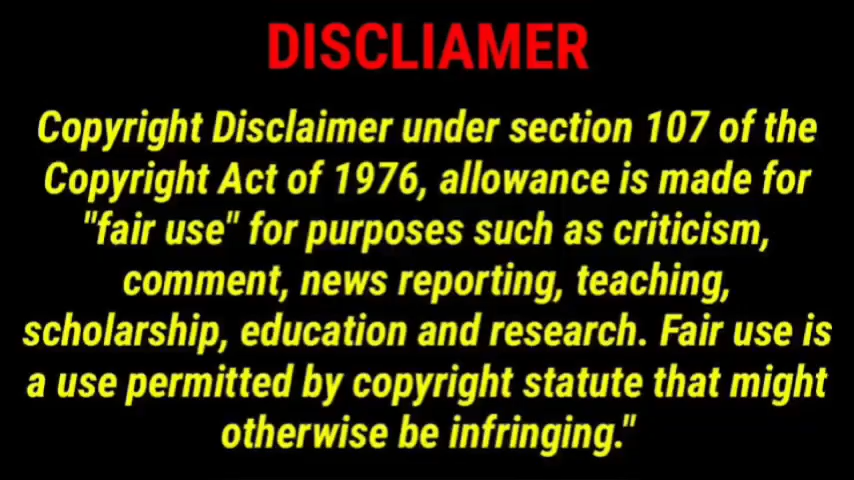 DISCLIAMER
Copyright Disclaimer under section 107 of the
Copyright Act of 1976, allowance is made for
"fair use" for purposes such as criticism,
comment, news reporting, teaching,
scholarship, education and research. Fair use is
a use permitted by copyright statute that might
otherwise be infringing."